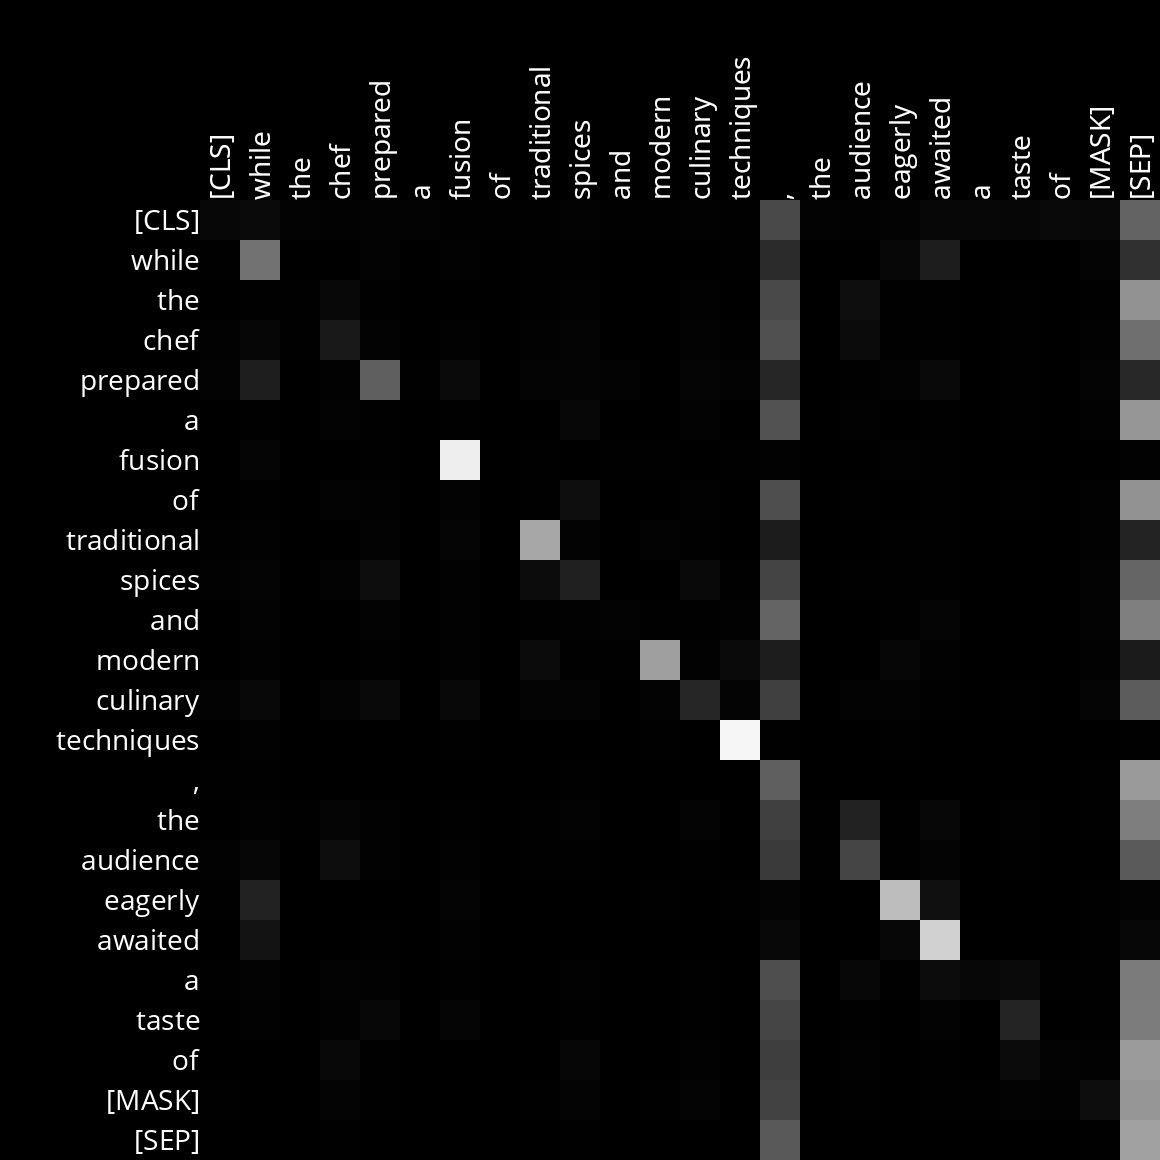 [CLS] while the chef prepared a fusion of traditional spices and modern culinary techniques , the audience eagerly awaited a taste of [MASK] [SEP]
[CLS]
while
the
chef
prepared
a
fusion
of
traditional
spices
and
modern
culinary
techniques
,
the
audience
eagerly
awaited
a
taste
of
[MASK]
[SEP]